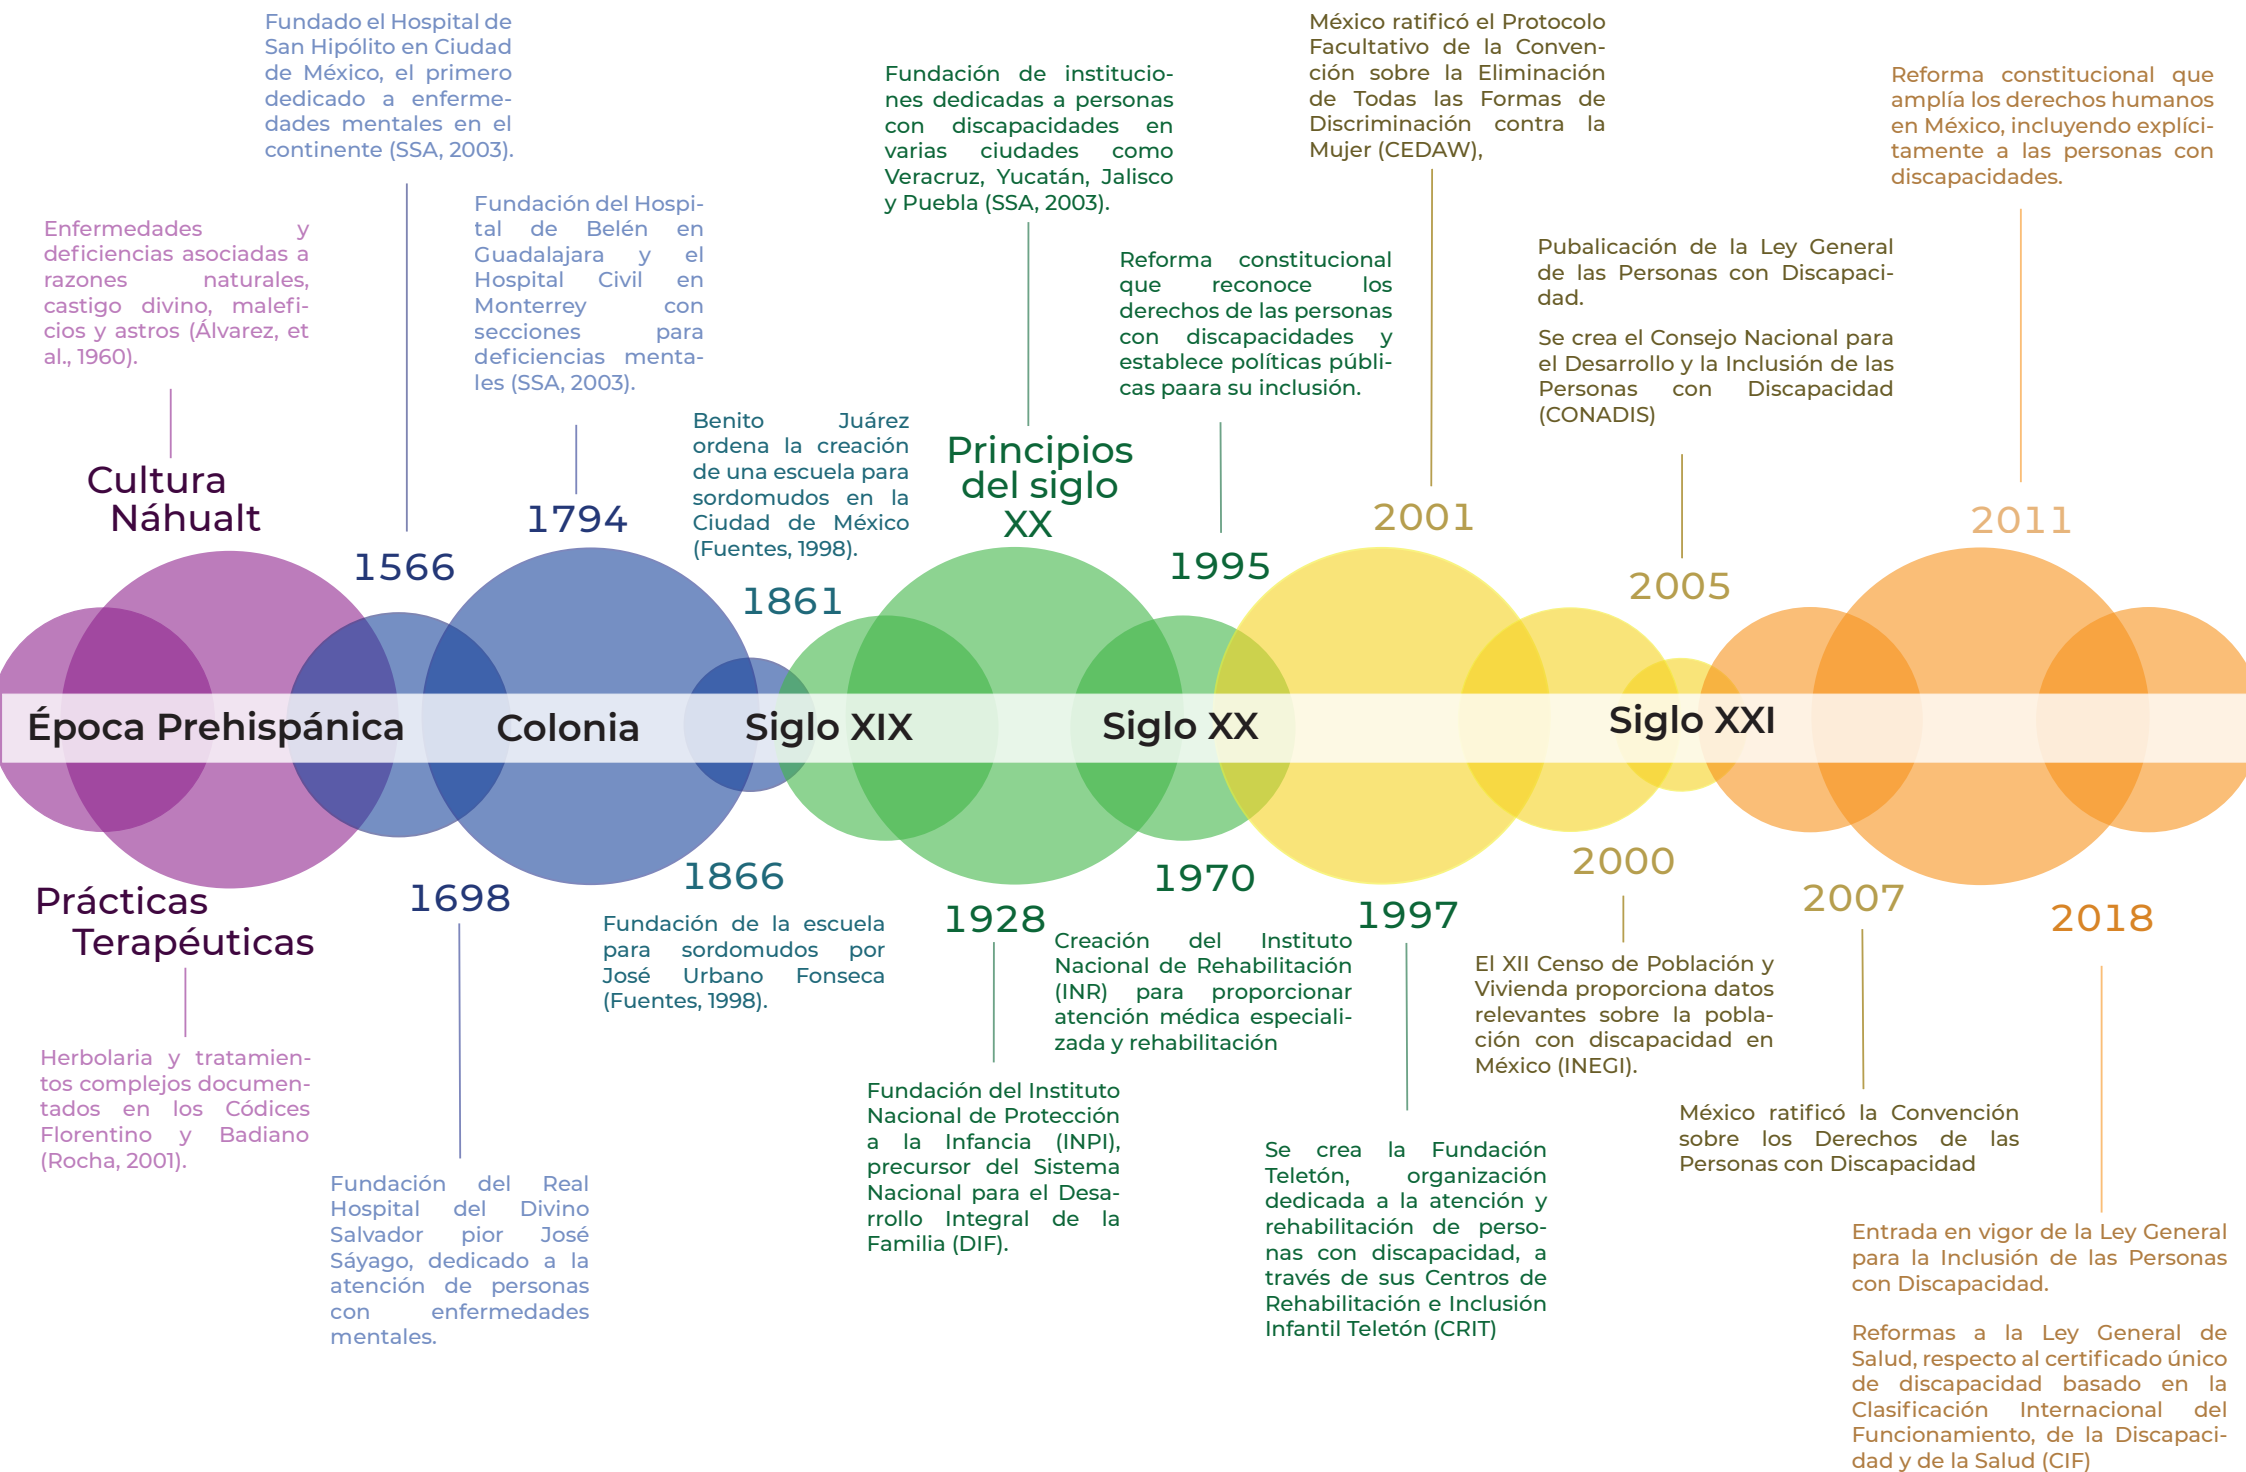 Fundado el Hospital de
San Hipólito en Ciudad
de México, el primero
dedicado a enferme-
dades mentales en el
continente (SSA, 2003).
México ratificó el Protocolo
Facultativo de la Conven-
ción sobre la Eliminación
de Todas las Formas de
Discriminación contra la
Mujer (CEDAW),
Fundación de institucio-
nes dedicadas a personas
con discapacidades en
varias ciudades como
Veracruz, Yucatán, Jalisco
y Puebla (SSA, 2003).
Reforma constitucional que
amplía los derechos humanos
en México, incluyendo explíci-
tamente a las personas con
discapacidades.
Enfermedades y
deficiencias asociadas a
razones naturales,
castigo divino, malefi-
cios y astros (Álvarez, et
al., 1960).
Fundación del Hospi-
tal de Belén en
Guadalajara y el
Hospital Civil en
Monterrey con
secciones para
deficiencias menta-
les (SSA, 2003).
Reforma constitucional
que reconoce los
derechos de las personas
con discapacidades y
establece políticas públi-
cas paara su inclusión.
Pubalicación de la Ley General
de las Personas con Discapaci-
dad.
Se crea el Consejo Nacional para
el Desarrollo y la Inclusión de las
Personas con Discapacidad
(CONADIS)
Benito Juárez
ordena la creación
de una escuela para
sordomudos en la
Ciudad de México
(Fuentes, 1998).
Cultura
Náhualt
1566
1794
1861
Principios
del siglo
XX
1995
2001
2005
2011
Época Prehispánica
Colonia
Siglo XIX
Siglo XX
Siglo XXI
Prácticas
Terapéuticas
1698
1866
1928
1970
1997
2000
2007
2018
Fundación de la escuela
para sordomudos por
José Urbano Fonseca
(Fuentes, 1998).
Creación del Instituto
Nacional de Rehabilitación
(INR) para proporcionar
atención médica especiali-
zada y rehabilitación
El XII Censo de Población y
Vivienda proporciona datos
relevantes sobre la pobla-
ción con discapacidad en
México (INEGI).
Herbolaria y tratamien-
tos complejos documen-
tados en los Códices
Florentino y Badiano
(Rocha, 2001).
Fundación del Instituto
Nacional de Protección
a la Infancia (INPI),
precursor del Sistema
Nacional para el Desa-
rrollo Integral de la
Familia (DIF).
México ratificó la Convención
sobre los Derechos de las
Personas con Discapacidad
Se crea la Fundación
Teletón, organización
dedicada a la atención y
rehabilitación de perso-
nas con discapacidad, a
través de sus Centros de
Rehabilitación e Inclusión
Infantil Teletón (CRIT)
Fundación del Real
Hospital del Divino
Salvador pior José
Sáyago, dedicado a la
atención de personas
con enfermedades
mentales.
Entrada en vigor de la Ley General
para la Inclusión de las Personas
con Discapacidad.
Reformas a la Ley General de
Salud, respecto al certificado único
de discapacidad basado en la
Clasificación Internacional del
Funcionamiento, de la Discapaci-
dad y de la Salud (CIF)